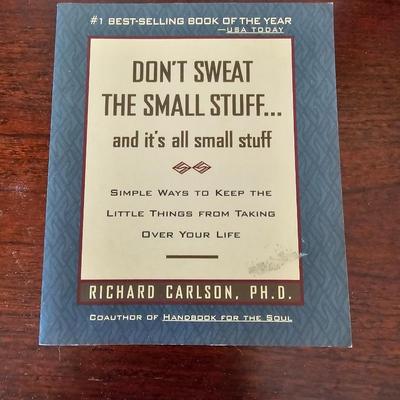 #1 BEST-SELLING BOOK OF THE YEAR
—USA TODAY
DON'T SWEAT
THE SMALL STUFF...
and it's all small stuff
SIMPLE WAYS TO KEEP THE
LITTLE THINGS FROM TAKING
OVER YOUR LIFE
RICHARD CARLSON, PH.D.
COAUTHOR OF HANDBOOK FOR THE SOUL